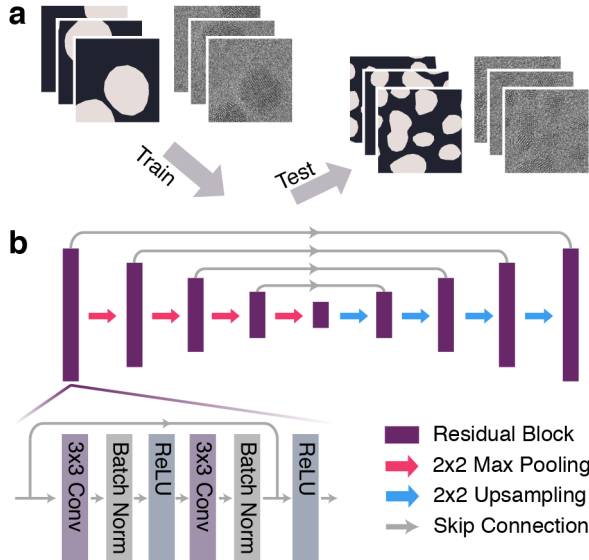 a
Train
Test
b
3x3 Conv
Batch Norm
ReLU
3x3 Conv
Batch Norm
ReLU
Residual Block
2x2 Max Pooling
2x2 Upsampling
Skip Connection